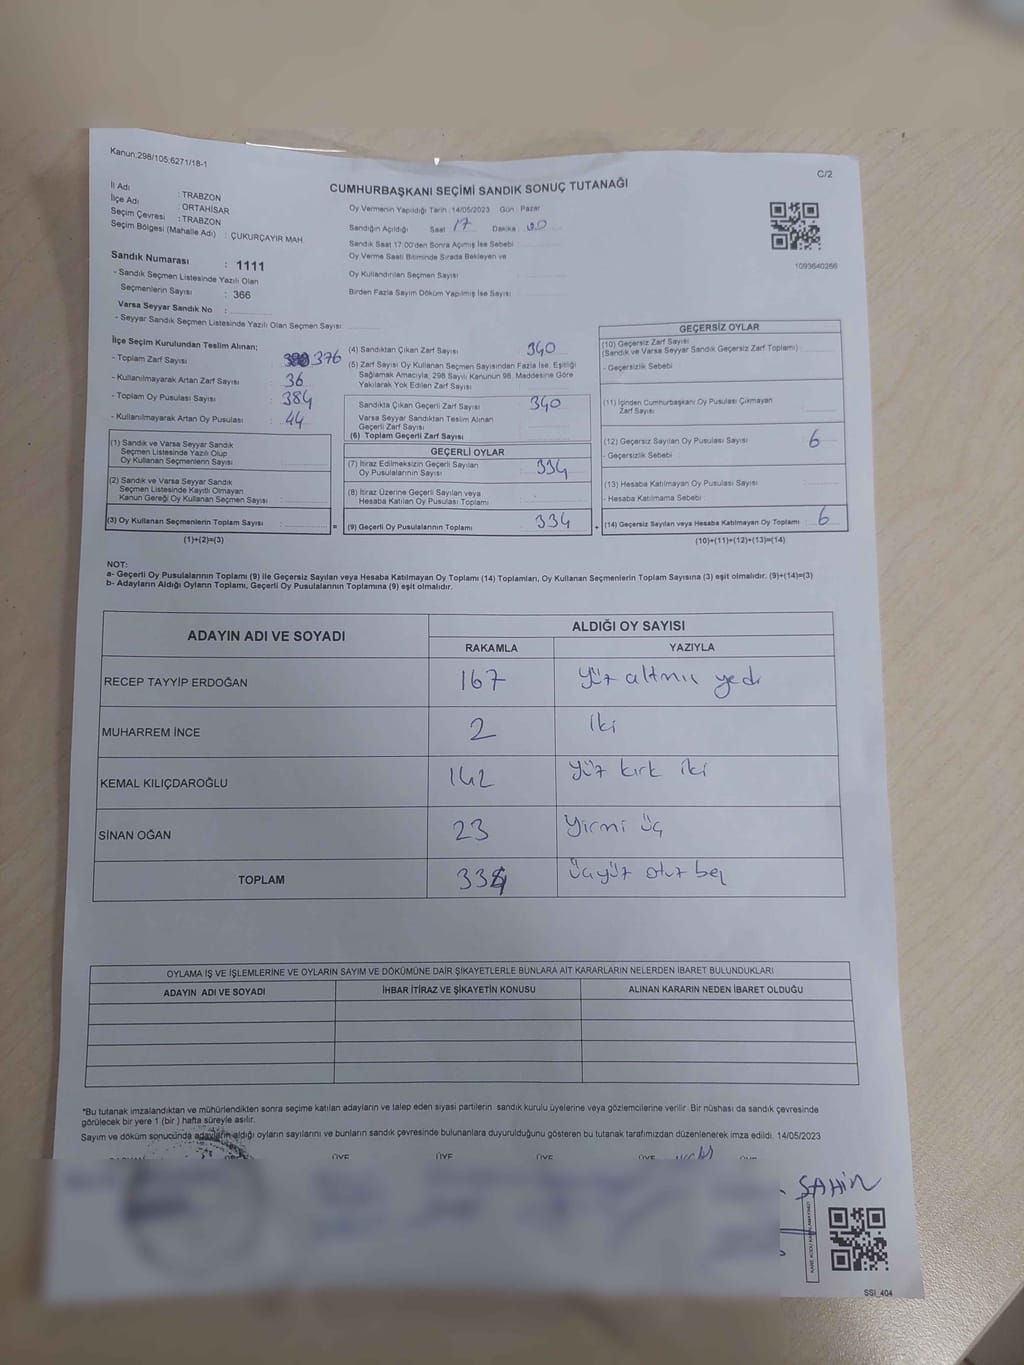 Kanun;298/105;6271/18-1
C/2
CUMHURBAŞKANI SEÇİMİ SANDIK SONUÇ TUTANAĞI
İl Adı : TRABZON
İlçe Adı : ORTAHİSAR
Seçim Çevresi : TRABZON
Seçim Bölgesi (Mahalle Adı) : ÇUKURÇAYIR MAH.
Sandık Numarası : 1111
- Sandık Seçmen Listesinde Yazılı Olan
Seçmenlerin Sayısı : 366
Varsa Seyyar Sandık No :
- Seyyar Sandık Seçmen Listesinde Yazılı Olan Seçmen Sayısı:
Oy Vermenin Yapıldığı Tarih : 14/05/2023 Gün : Pazar
Sandığın Açıldığı Saat 17 Dakika 00
Sandık Saat 17:00'den Sonra Açımış İse Sebebi
Oy Verme Saati Bitiminde Sırada Bekleyen ve
Oy Kullandırılan Seçmen Sayısı :
Birden Fazla Sayım Döküm Yapılmış İse Sayısı :
1093640266
İlçe Seçim Kurulundan Teslim Alınan;
- Toplam Zarf Sayısı : 376
- Kullanılmayarak Artan Zarf Sayısı : 36
- Toplam Oy Pusulası Sayısı : 384
- Kullanılmayarak Artan Oy Pusulası : 44
(1) Sandık ve Varsa Seyyar Sandık
Seçmen Listesinde Yazılı Olup
Oy Kullanan Seçmenlerin Sayısı :
(2) Sandık ve Varsa Seyyar Sandık
Seçmen Listesinde Kayıtlı Olmayan
Kanun Gereği Oy Kullanan Seçmen Sayısı :
(3) Oy Kullanan Seçmenlerin Toplam Sayısı :
(1)+(2)=(3)
=
(4) Sandıktan Çıkan Zarf Sayısı : 340
(5) Zarf Sayısı Oy Kullanan Seçmen Sayısından Fazla İse, Eşitliği
Sağlamak Amacıyla; 298 Sayılı Kanunun 98. Maddesine Göre
Yakılarak Yok Edilen Zarf Sayısı :
Sandıkta Çıkan Geçerli Zarf Sayısı : 340
Varsa Seyyar Sandıktan Teslim Alınan
Geçerli Zarf Sayısı :
(6) Toplam Geçerli Zarf Sayısı :
GEÇERLİ OYLAR
(7) İtiraz Edilmeksizin Geçerli Sayılan
Oy Pusulalarının Sayısı : 334
(8) İtiraz Üzerine Geçerli Sayılan veya
Hesaba Katılan Oy Pusulası Toplamı :
(9) Geçerli Oy Pusulalarının Toplamı : 334
+
GEÇERSİZ OYLAR
(10) Geçersiz Zarf Sayısı
(Sandık ve Varsa Seyyar Sandık Geçersiz Zarf Toplamı) :
- Geçersizlik Sebebi :
(11) İçinden Cumhurbaşkanı Oy Pusulası Çıkmayan
Zarf Sayısı :
(12) Geçersiz Sayılan Oy Pusulası Sayısı : 6
- Geçersizlik Sebebi :
(13) Hesaba Katılmayan Oy Pusulası Sayısı :
- Hesaba Katılmama Sebebi :
(14) Geçersiz Sayılan veya Hesaba Katılmayan Oy Toplamı : 6
(10)+(11)+(12)+(13)=(14)
NOT:
a- Geçerli Oy Pusulalarının Toplamı (9) ile Geçersiz Sayılan veya Hesaba Katılmayan Oy Toplamı (14) Toplamları, Oy Kullanan Seçmenlerin Toplam Sayısına (3) eşit olmalıdır. (9)+(14)=(3)
b- Adayların Aldığı Oyların Toplamı, Geçerli Oy Pusulalarının Toplamına (9) eşit olmalıdır.
ADAYIN ADI VE SOYADI ALDIĞI OY SAYISI
RAKAMLA YAZIYLA
RECEP TAYYİP ERDOĞAN 167 Yüz altmış yedi
MUHARREM İNCE 2 İki
KEMAL KILIÇDAROĞLU 142 Yüz kırk iki
SİNAN OĞAN 23 Yirmi üç
TOPLAM 334 Üçyüz otuz beş
OYLAMA İŞ VE İŞLEMLERİNE VE OYLARIN SAYIM VE DÖKÜMÜNE DAİR ŞİKAYETLERLE BUNLARA AİT KARARLARIN NELERDEN İBARET BULUNDUKLARI
ADAYIN ADI VE SOYADI İHBAR İTİRAZ VE ŞİKAYETİN KONUSU ALINAN KARARIN NEDEN İBARET OLDUĞU
*Bu tutanak imzalandıktan ve mühürlendikten sonra seçime katılan adayların ve talep eden siyasi partilerin sandık kurulu üyelerine veya gözlemcilerine verilir. Bir nüshası da sandık çevresinde
görülecek bir yere 1 (bir ) hafta süreyle asılır.
Sayım ve döküm sonucunda adayların aldığı oyların sayılarını ve bunların sandık çevresinde bulunanlara duyurulduğunu gösteren bu tutanak tarafımızdan düzenlenerek imza edildi. 14/05/2023
ÜYE ÜYE ÜYE ÜYE
ŞAHİN
SSİ_404